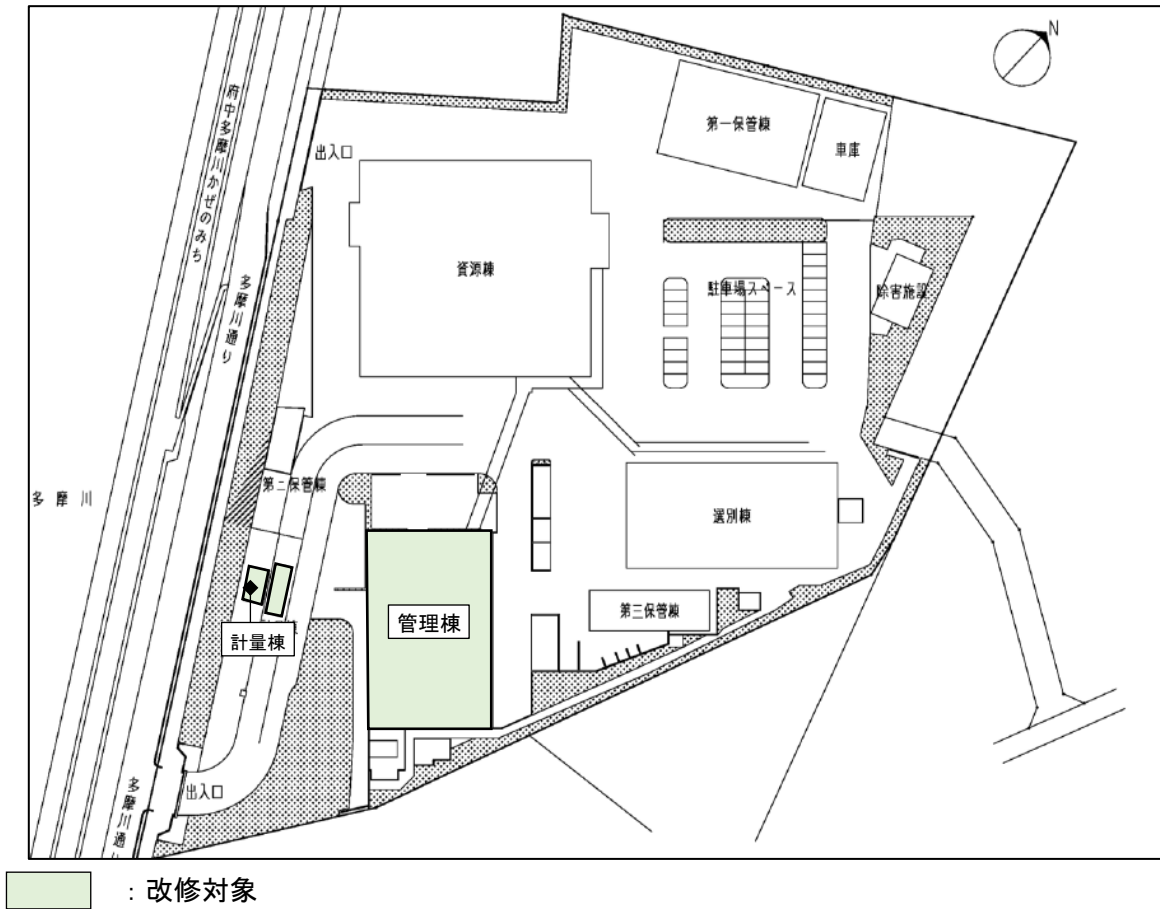 N
府中多摩川かぜのみち
出入口
第一保管棟
車庫
資源棟
多摩川通り
駐車場スペース
除害施設
多摩川
第二保管棟
選別棟
管理棟
第三保管棟
計量棟
出入口
多摩川通り
：改修対象